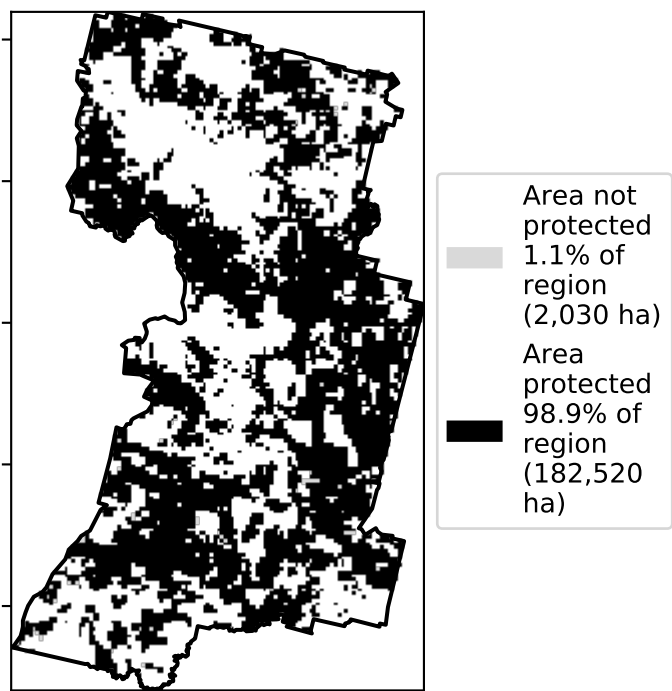 Area not
protected
1.1% of
region
(2,030 ha)
Area
protected
98.9% of
region
(182,520
ha)